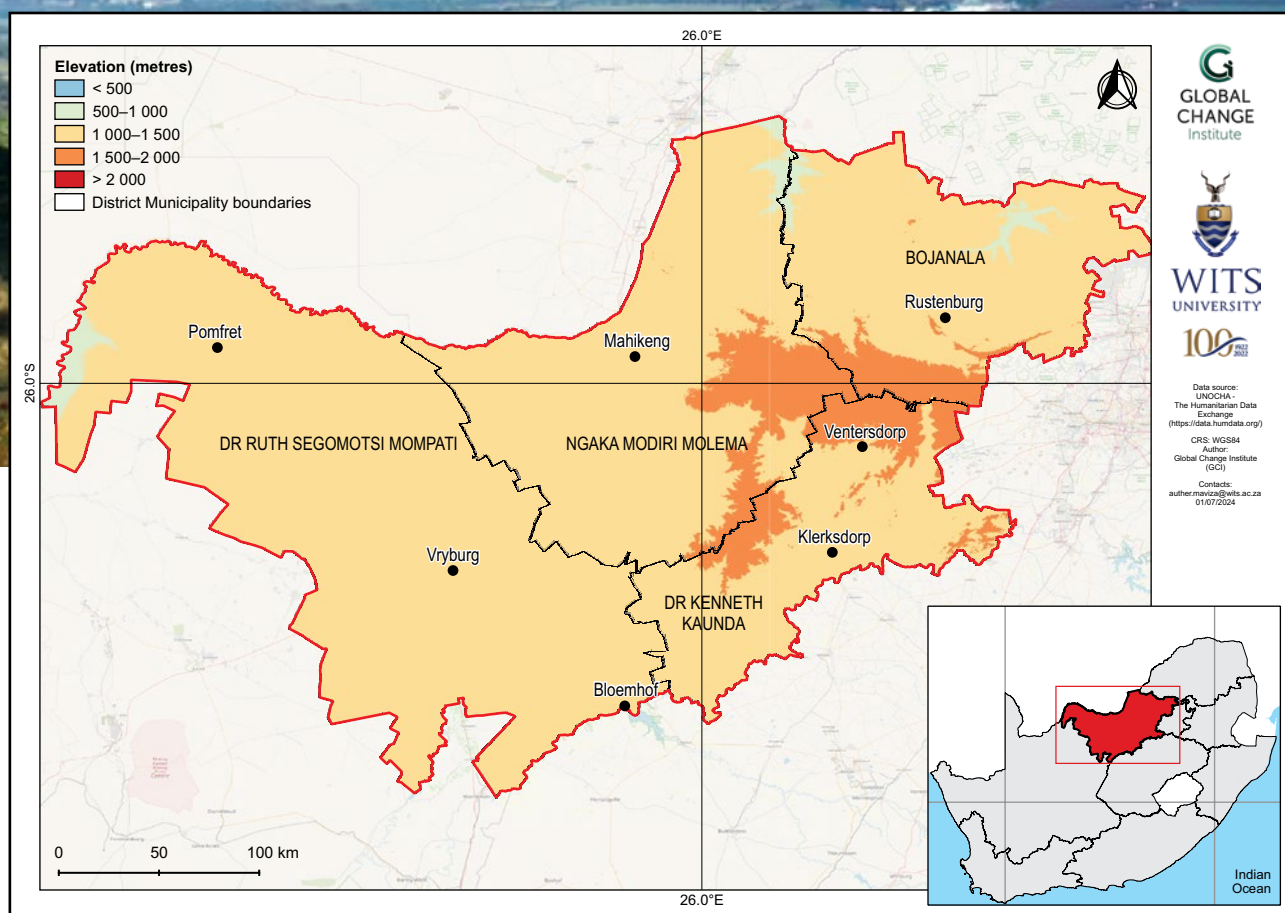 26.0°E
Elevation (metres)
< 500
500–1 000
1 000–1 500
1 500–2 000
> 2 000
District Municipality boundaries
BOJANALA
Rustenburg
Pomfret
Mahikeng
26.0°S
DR RUTH SEGOMOTSI MOMPATI
NGAKA MODIRI MOLEMA
Ventersdorp
Klerksdorp
Vryburg
DR KENNETH
KAUNDA
Bloemhof
0 50 100 km
26.0°E
GLOBAL
CHANGE
Institute
WITS
UNIVERSITY
100 1922
2022
Data source:
UNOCHA -
The Humanitarian Data
Exchange
(https://data.humdata.org/)
CRS: WGS84
Author:
Global Change Institute
(GCI)
Contacts:
auther.maviza@wits.ac.za
01/07/2024
Indian
Ocean